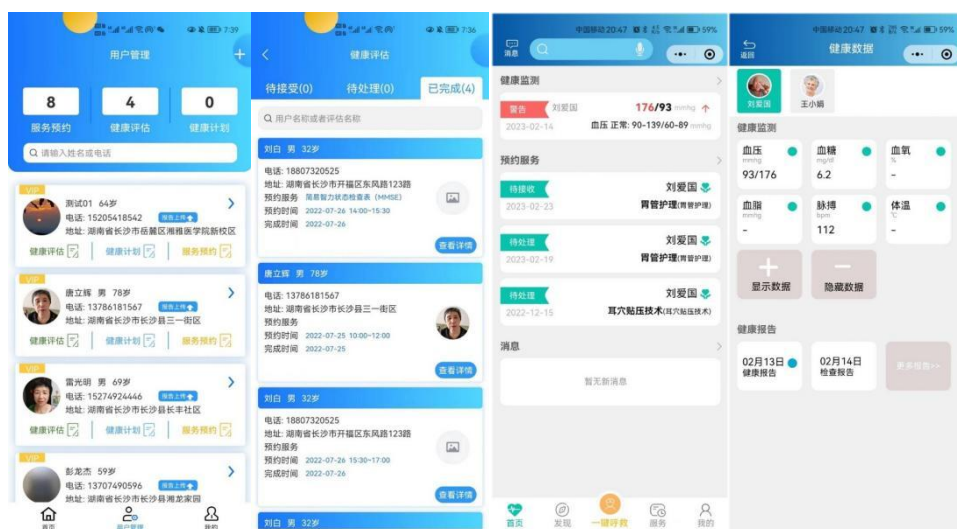 7:39
用户管理
+
8
4
0
服务预约
健康评估
健康计划
请输入姓名或电话
VIP
测试01 64岁
电话: 15205418542 报告上传
地址: 湖南省长沙市岳麓区湘雅医学院新校区
健康评估
健康计划
服务预约
VIP
唐立辉 男 78岁
电话: 13786181567 报告上传
地址: 湖南省长沙市长沙县三一街区
健康评估
健康计划
服务预约
VIP
雷光明 男 69岁
电话: 15274924446 报告上传
地址: 湖南省长沙市长沙县长丰社区
健康评估
健康计划
服务预约
VIP
彭龙杰 59岁
电话: 13707490596 报告上传
地址: 湖南省长沙市长沙县湘龙家园
首页
用户管理
我的
7:36
健康评估
待接受(0)
待处理(0)
已完成(4)
用户名称或者评估名称
刘白 男 32岁
电话: 18807320525
地址: 湖南省长沙市开福区东风路123路
预约服务 简易智力状态检查表 (MMSE)
预约时间 2022-07-26 14:00~15:30
完成时间 2022-07-26
查看详情
唐立辉 男 78岁
电话: 13786181567
地址: 湖南省长沙市长沙县三一街区
预约服务
预约时间 2022-07-25 10:00~12:00
完成时间 2022-07-25
查看详情
刘白 男 32岁
电话: 18807320525
地址: 湖南省长沙市开福区东风路123路
预约服务
预约时间 2022-07-26 15:30~17:00
完成时间 2022-07-26
查看详情
刘白 男 32岁
中国移动 20:47 59%
消息
健康监测
警告
刘爱国
176/93 mmhg
2023-02-14
血压 正常: 90-139/60-89 mmhg
预约服务
待接收
刘爱国
2023-02-23
胃管护理(胃管护理)
待处理
刘爱国
2023-02-19
胃管护理(胃管护理)
待处理
刘爱国
2022-12-15
耳穴贴压技术(耳穴贴压技术)
消息
暂无新消息
首页
发现
一键呼救
服务
我的
中国移动 20:47 59%
返回
健康数据
刘爱国
王小娟
健康监测
血压
mmhg
93/176
血糖
mg/dl
6.2
血氧
%
-
血脂
mmhg
-
脉搏
bpm
112
体温
℃
-
显示数据
隐藏数据
健康报告
02月13日
健康报告
02月14日
检查报告
更多报告>>